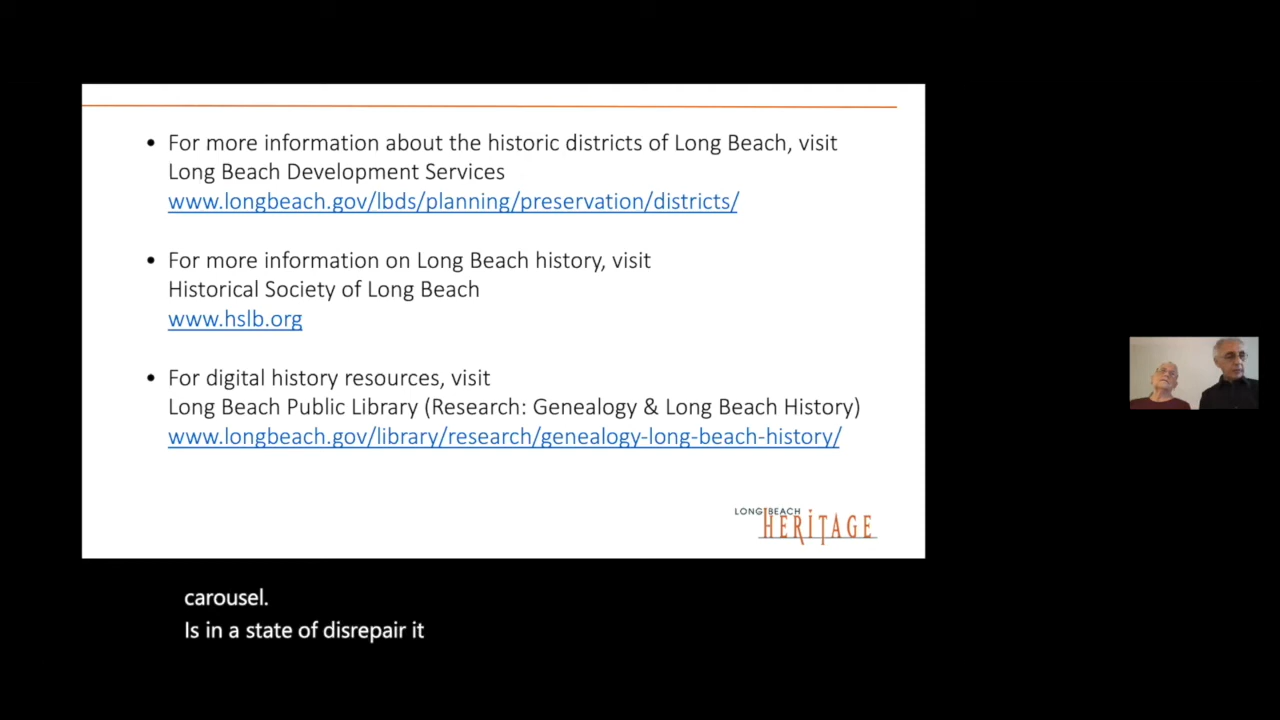 • For more information about the historic districts of Long Beach, visit
Long Beach Development Services
www.longbeach.gov/lbds/planning/preservation/districts/
• For more information on Long Beach history, visit
Historical Society of Long Beach
www.hslb.org
• For digital history resources, visit
Long Beach Public Library (Research: Genealogy & Long Beach History)
www.longbeach.gov/library/research/genealogy-long-beach-history/
LONG BEACH
HERITAGE
carousel.
Is in a state of disrepair it